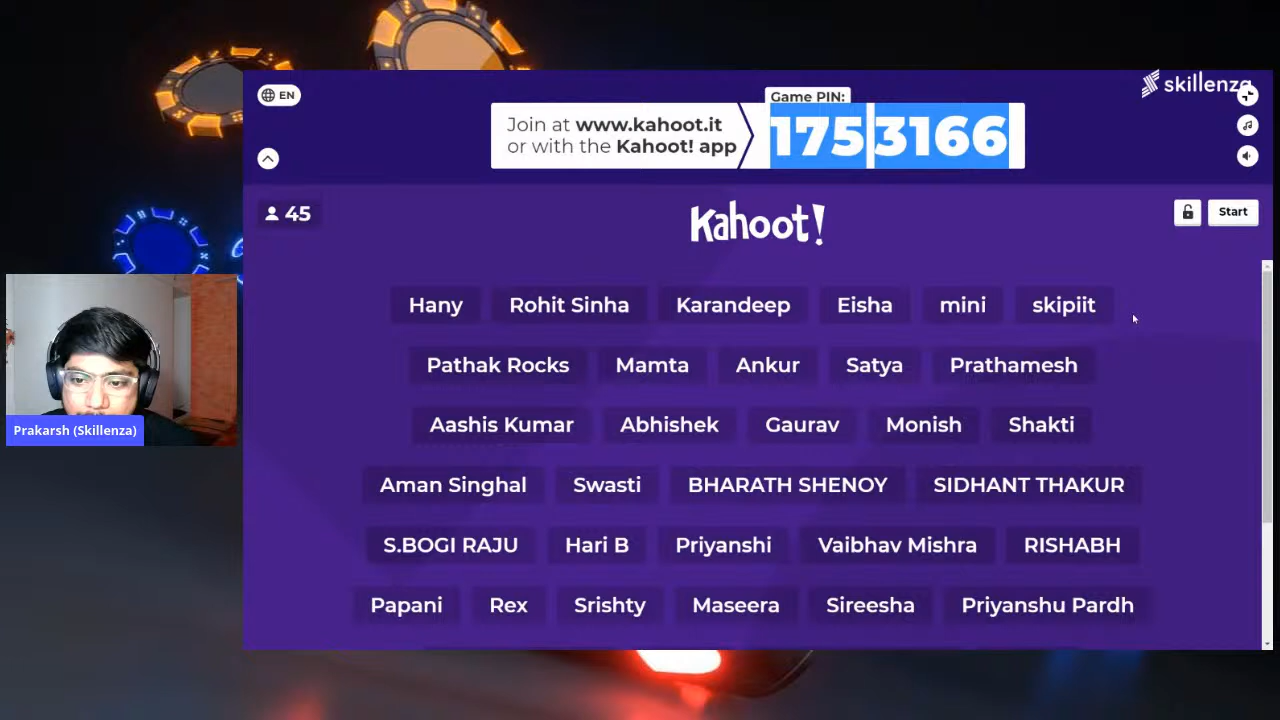 skillenza
EN
Game PIN:
Join at www.kahoot.it
or with the Kahoot! app
175 3166
45
Kahoot!
Start
Hany Rohit Sinha Karandeep Eisha mini skipiit
Pathak Rocks Mamta Ankur Satya Prathamesh
Aashis Kumar Abhishek Gaurav Monish Shakti
Aman Singhal Swasti BHARATH SHENOY SIDHANT THAKUR
S.BOGI RAJU Hari B Priyanshi Vaibhav Mishra RISHABH
Papani Rex Srishty Maseera Sireesha Priyanshu Pardh
Prakarsh (Skillenza)